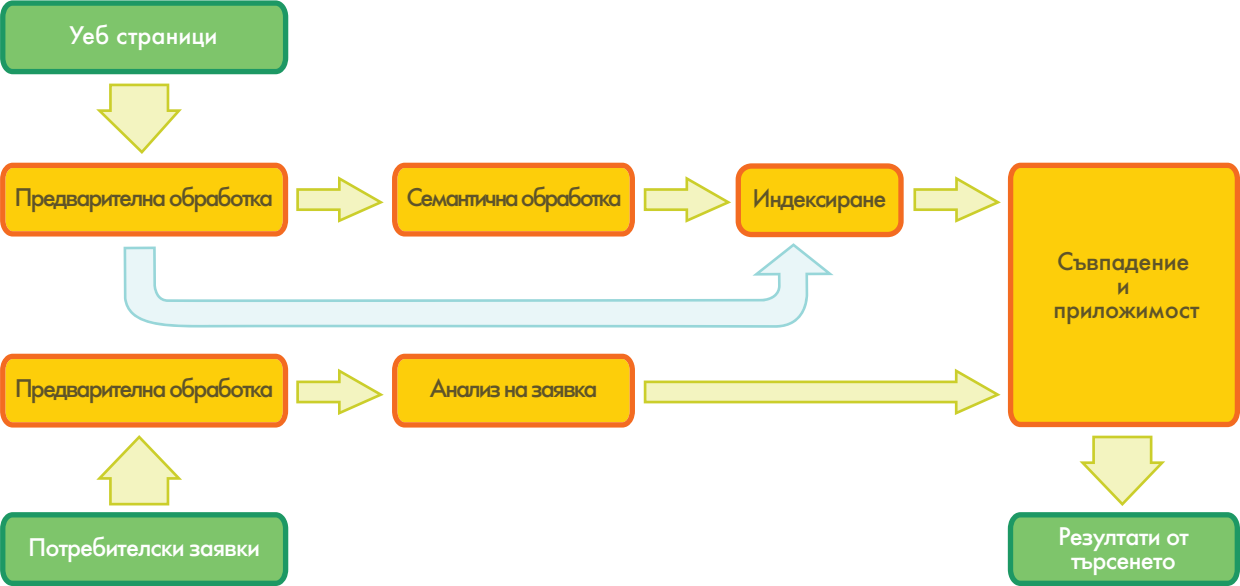 Уеб страници
Предварителна обработка
Семантична обработка
Индексиране
Съвпадение
и
приложимост
Предварителна обработка
Анализ на заявка
Потребителски заявки
Резултати от
търсенето